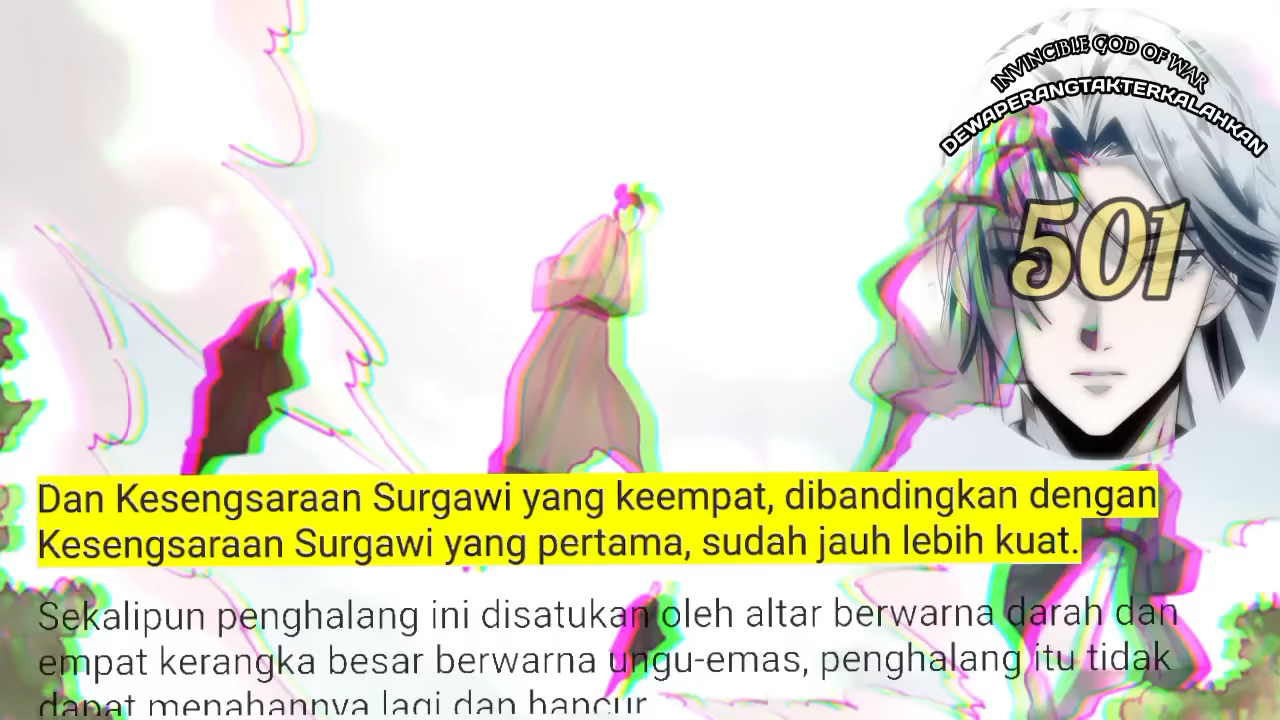 INVINCIBLE GOD OF WAR
DEWAPERANGTAKTERKALAHKAN
501
Dan Kesengsaraan Surgawi yang keempat, dibandingkan dengan
Kesengsaraan Surgawi yang pertama, sudah jauh lebih kuat.
Sekalipun penghalang ini disatukan oleh altar berwarna darah dan
empat kerangka besar berwarna ungu-emas, penghalang itu tidak
dapat menahannya lagi dan hancur